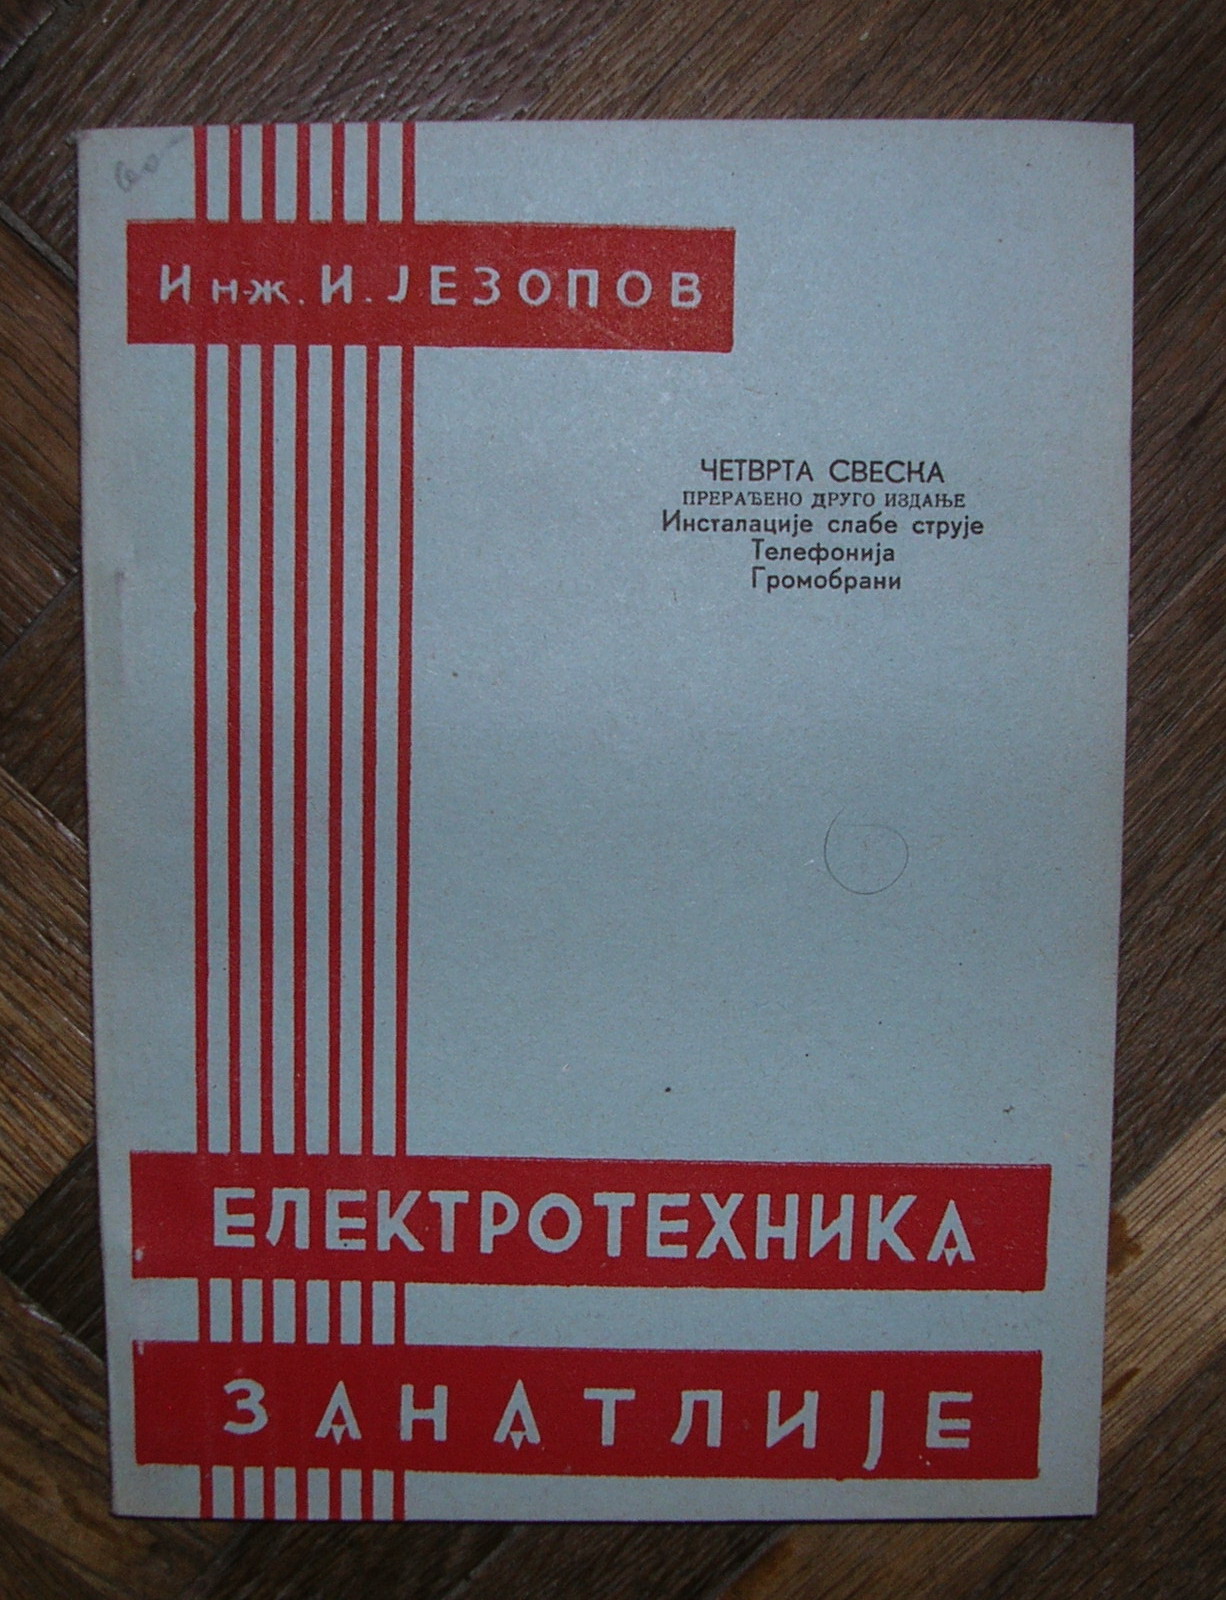 Инж. И. ЈЕЗОПОВ
ЧЕТВРТА СВЕСКА
ПРЕРАЂЕНО ДРУГО ИЗДАЊЕ
Инсталације слабе струје
Телефонија
Громобрани
ЕЛЕКТРОТЕХНИКА
ЗАНАТЛИЈЕ